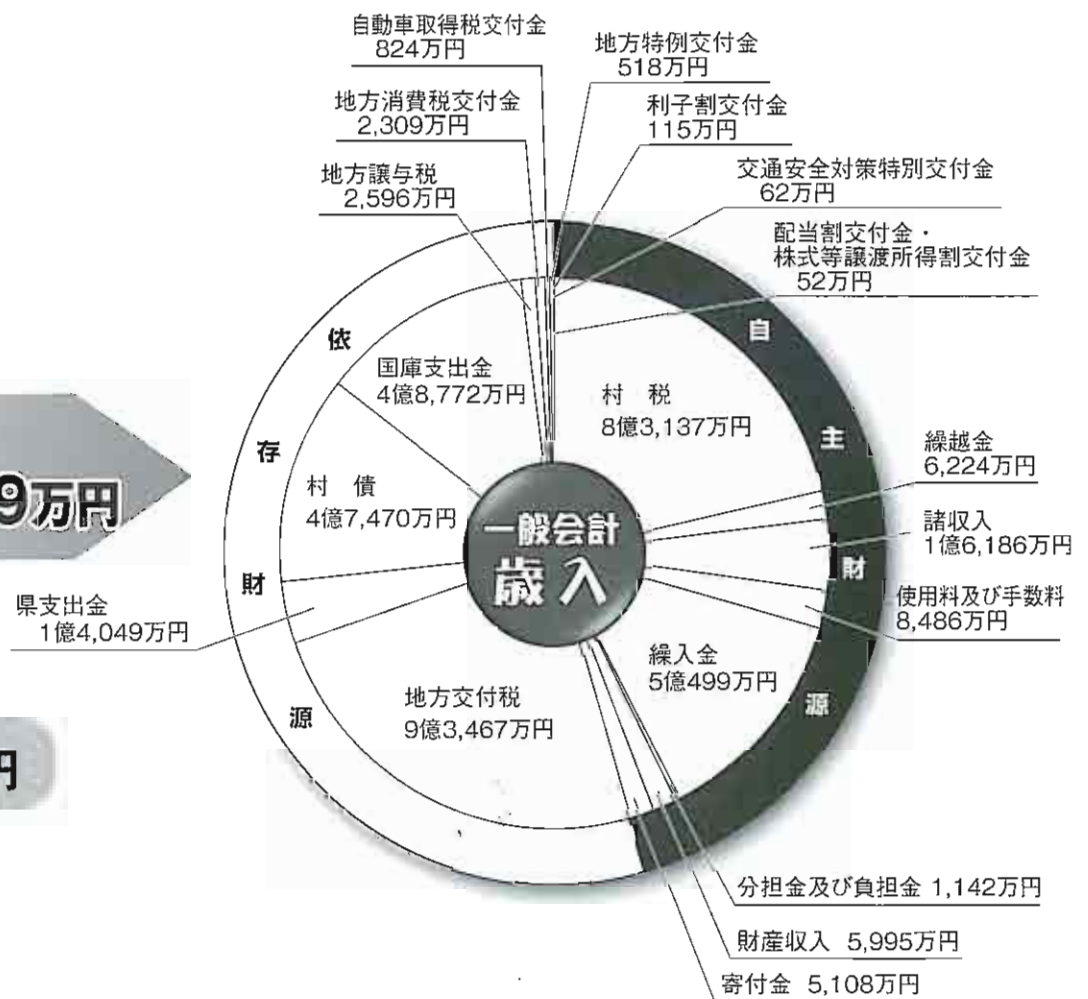 自動車取得税交付金
824万円
地方特例交付金
518万円
地方消費税交付金
2,309万円
利子割交付金
115万円
地方譲与税
2,596万円
交通安全対策特別交付金
62万円
配当割交付金・
株式等譲渡所得割交付金
52万円
依存財源
自主財源
国庫支出金
4億8,772万円
村 税
8億3,137万円
繰越金
6,224万円
村 債
4億7,470万円
諸収入
1億6,186万円
一般会計
歳入
9万円
県支出金
1億4,049万円
使用料及び手数料
8,486万円
繰入金
5億499万円
地方交付税
9億3,467万円
円
分担金及び負担金 1,142万円
財産収入 5,995万円
寄付金 5,108万円